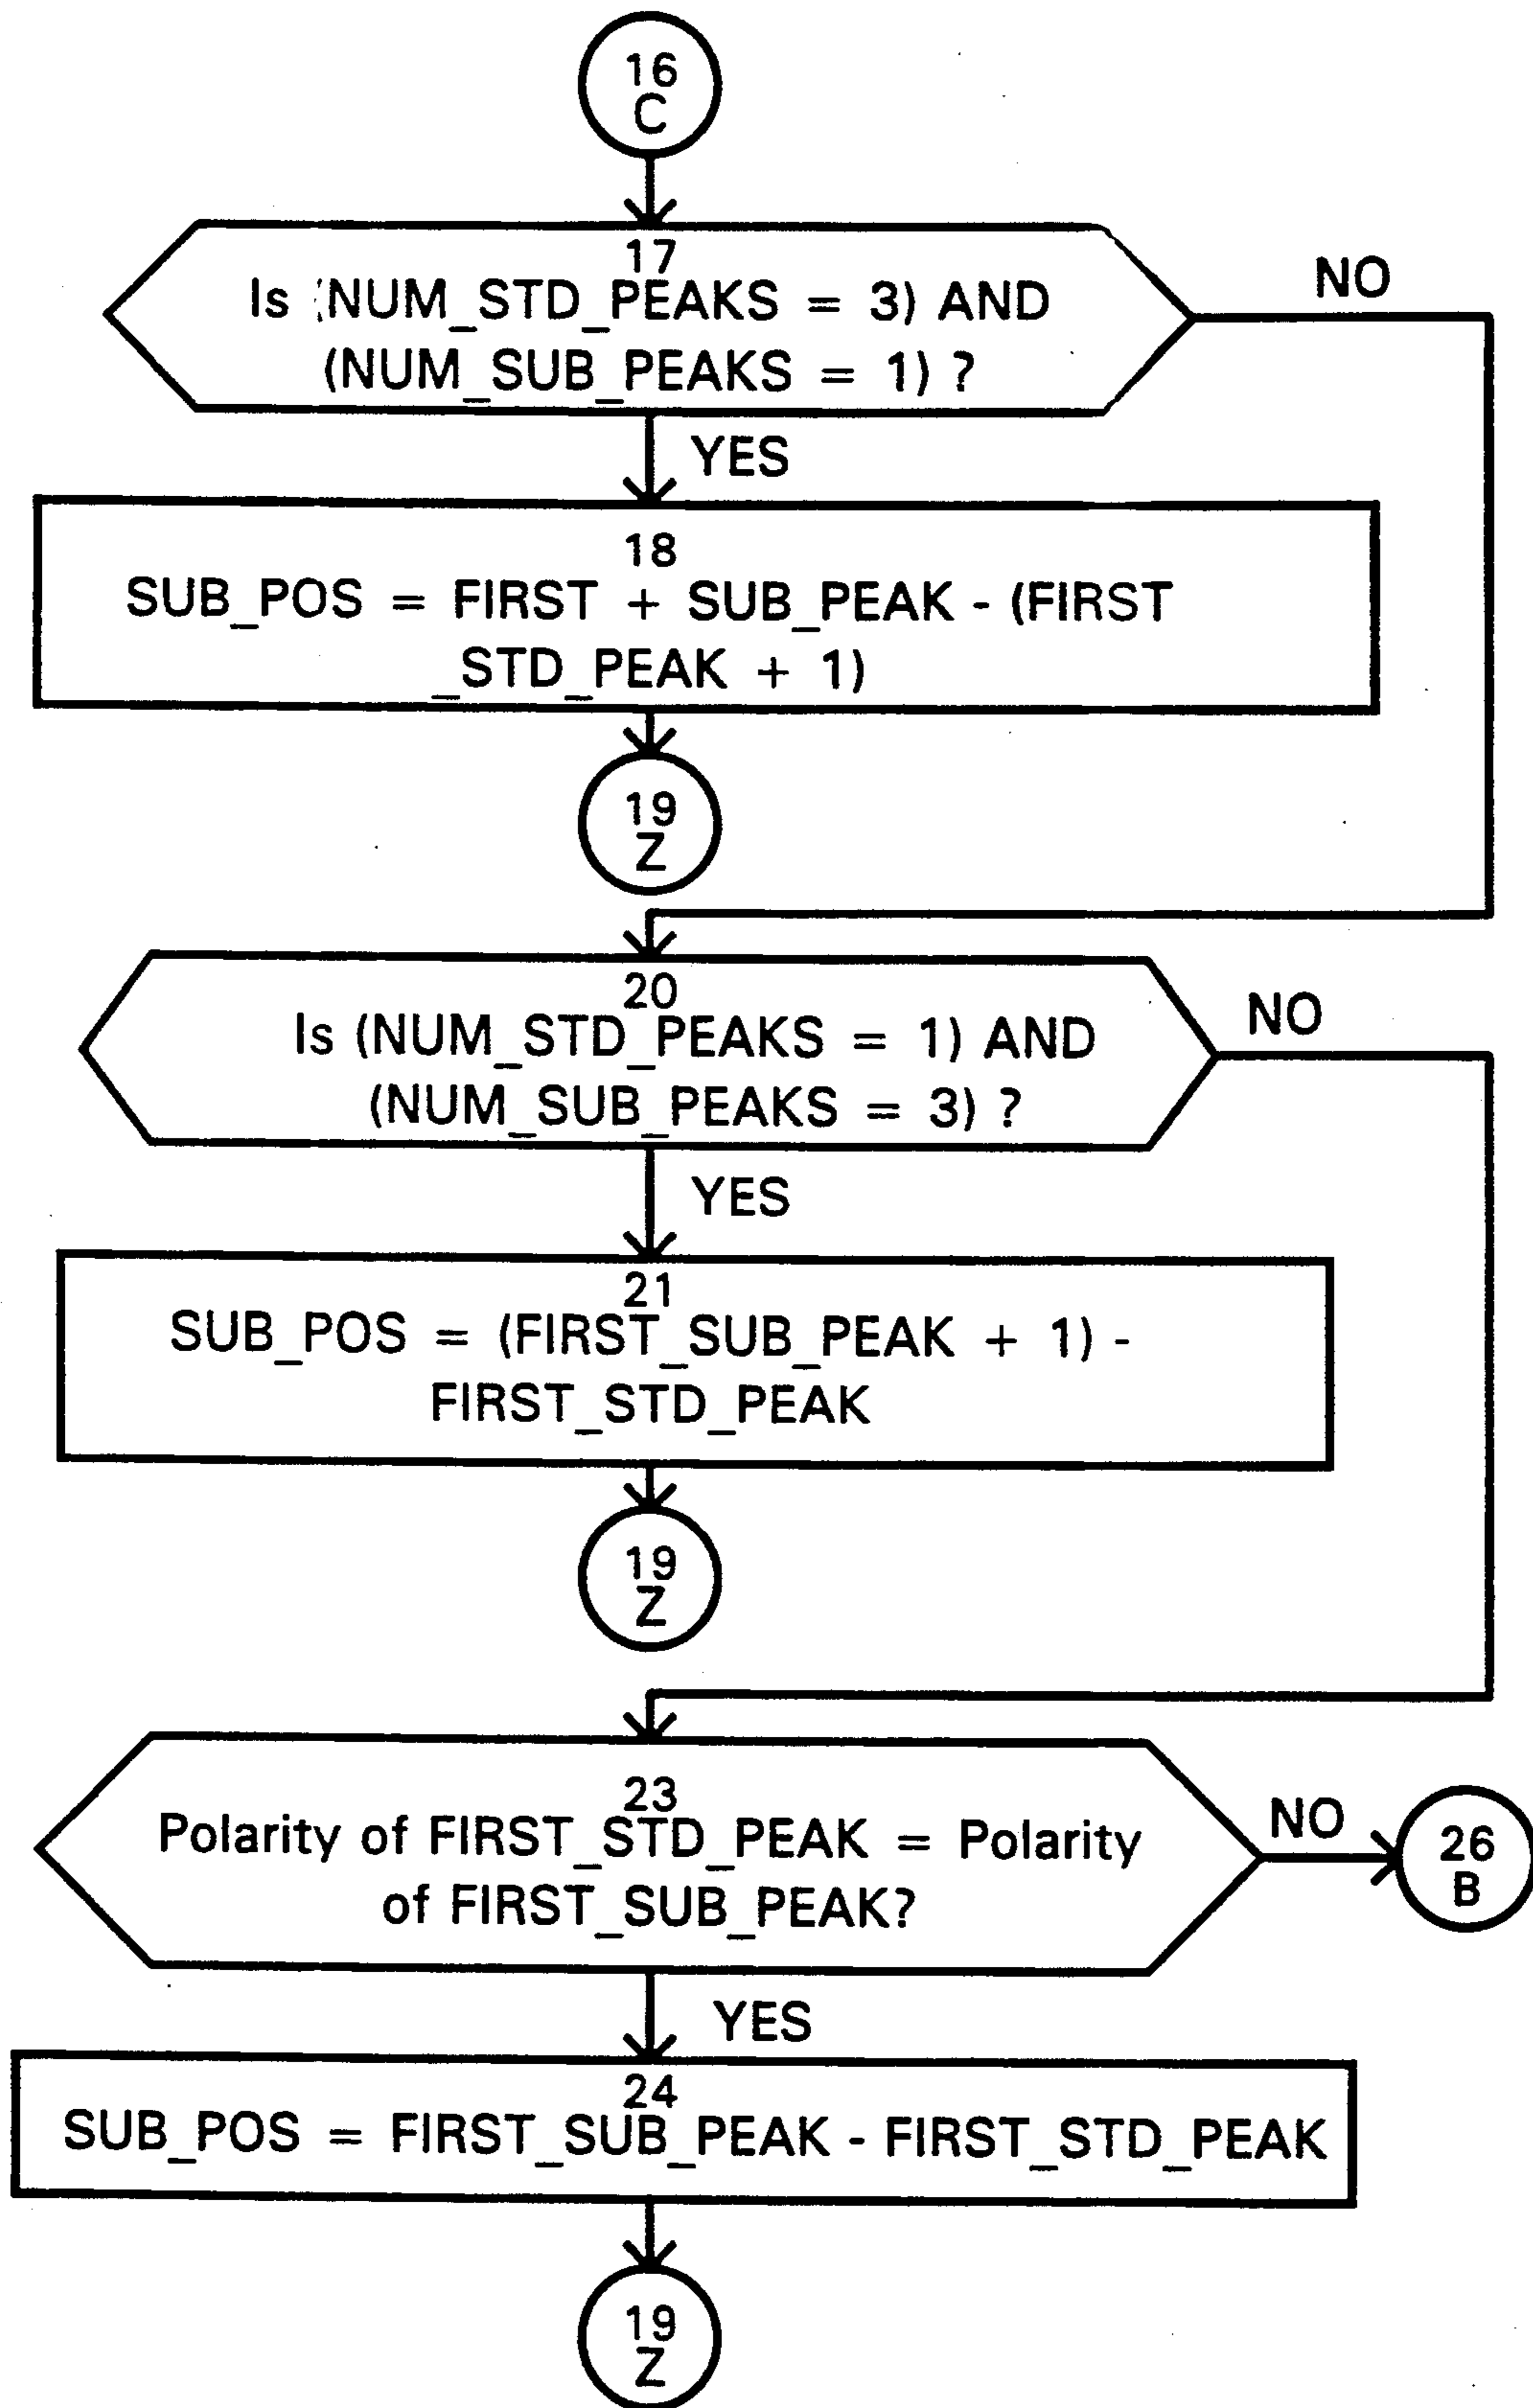 16
C
17
Is (NUM_STD_PEAKS = 3) AND
(NUM_SUB_PEAKS = 1) ?
NO
YES
18
SUB_POS = FIRST + SUB_PEAK - (FIRST
_STD_PEAK + 1)
19
Z
20
Is (NUM_STD_PEAKS = 1) AND
(NUM_SUB_PEAKS = 3) ?
NO
YES
21
SUB_POS = (FIRST_SUB_PEAK + 1) -
FIRST_STD_PEAK
19
Z
23
Polarity of FIRST_STD_PEAK = Polarity
of FIRST_SUB_PEAK?
NO
26
B
YES
24
SUB_POS = FIRST_SUB_PEAK - FIRST_STD_PEAK
19
Z